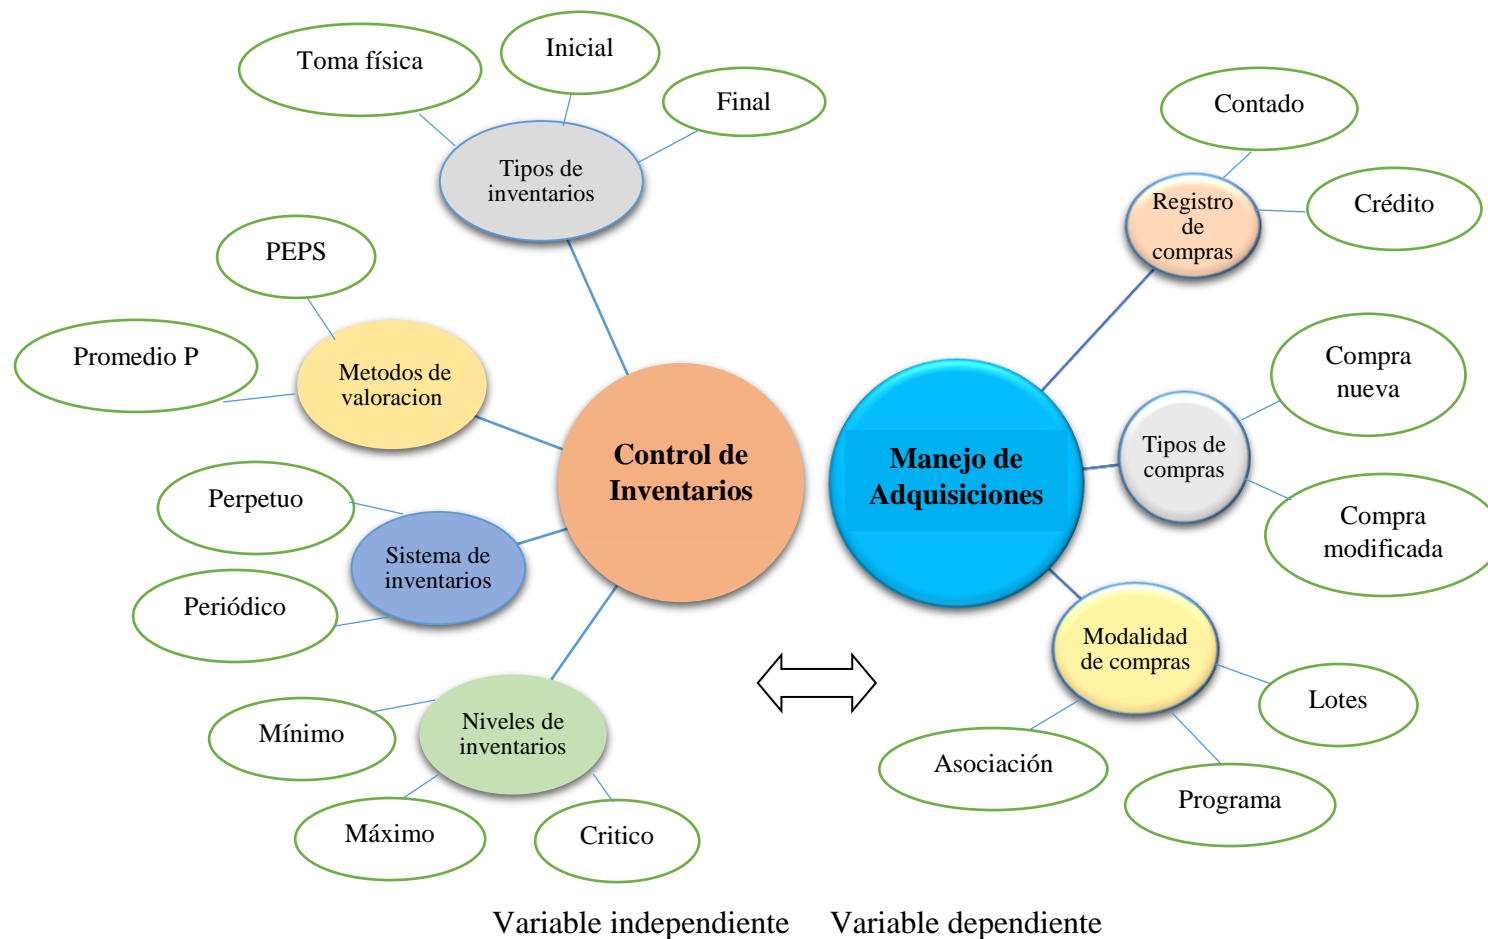 Toma física
Inicial
Final
Tipos de
inventarios
PEPS
Promedio P
Metodos de
valoracion
Perpetuo
Periódico
Sistema de
inventarios
Mínimo
Máximo
Critico
Niveles de
inventarios
Control de
Inventarios
Manejo de
Adquisiciones
Contado
Crédito
Registro
de
compras
Compra
nueva
Tipos de
compras
Compra
modificada
Modalidad
de compras
Lotes
Asociación
Programa
Variable independiente
Variable dependiente